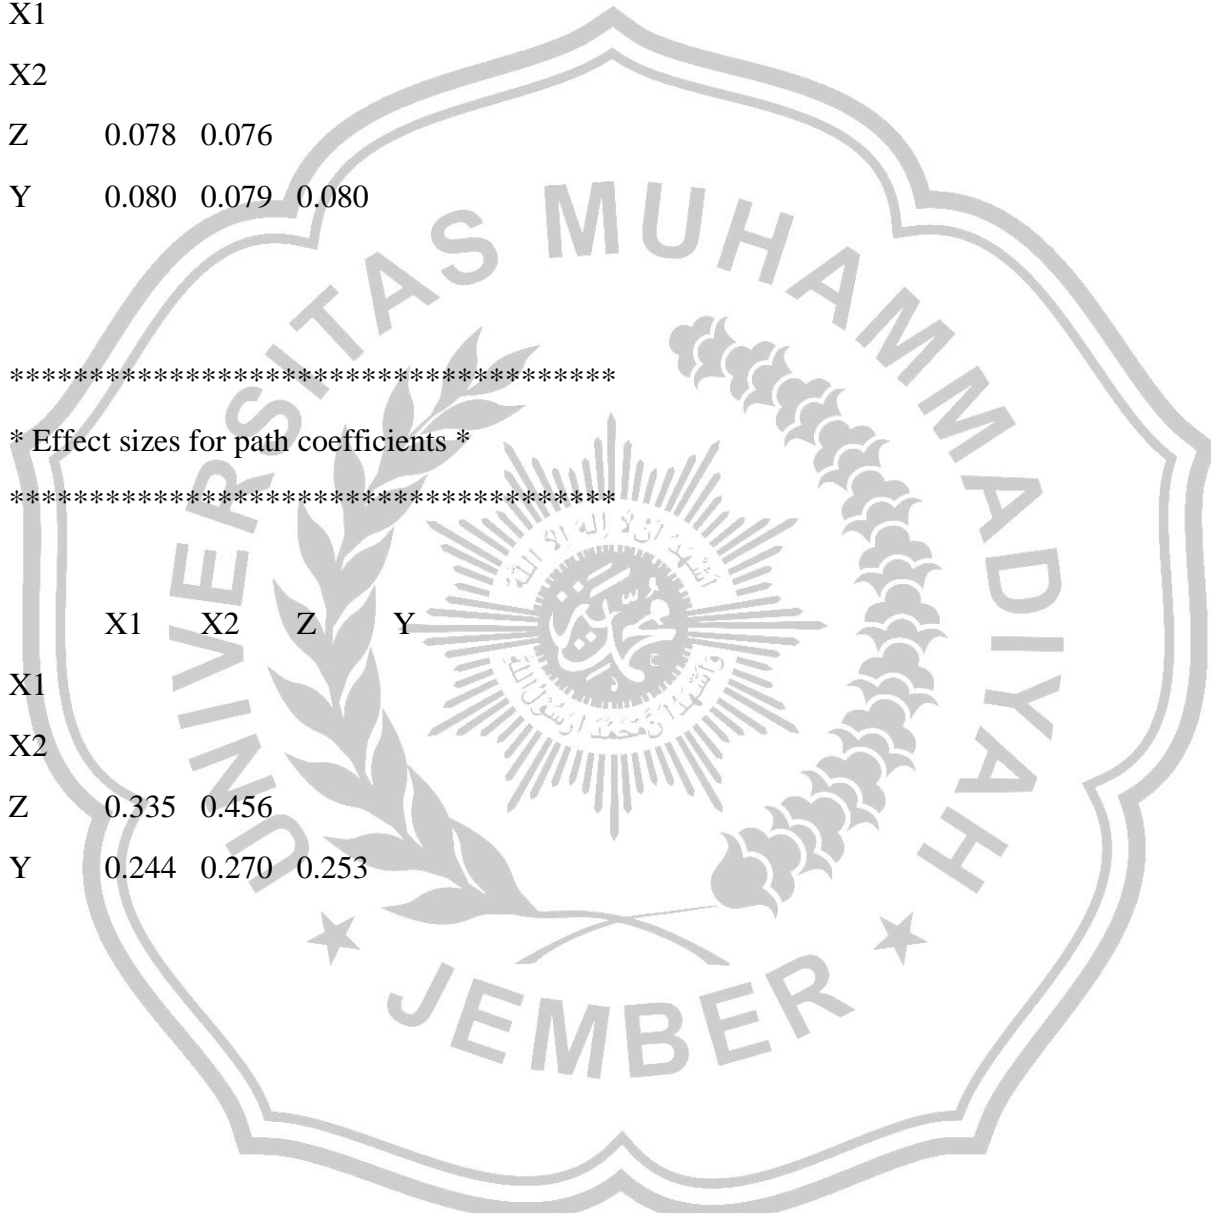 X1
X2
Z 0.078 0.076
Y 0.080 0.079 0.080
**************************************
* Effect sizes for path coefficients *
**************************************
X1 X2 Z Y
X1
X2
Z 0.335 0.456
Y 0.244 0.270 0.253
UNIVERSITAS MUHAMMADIYAH
JEMBER